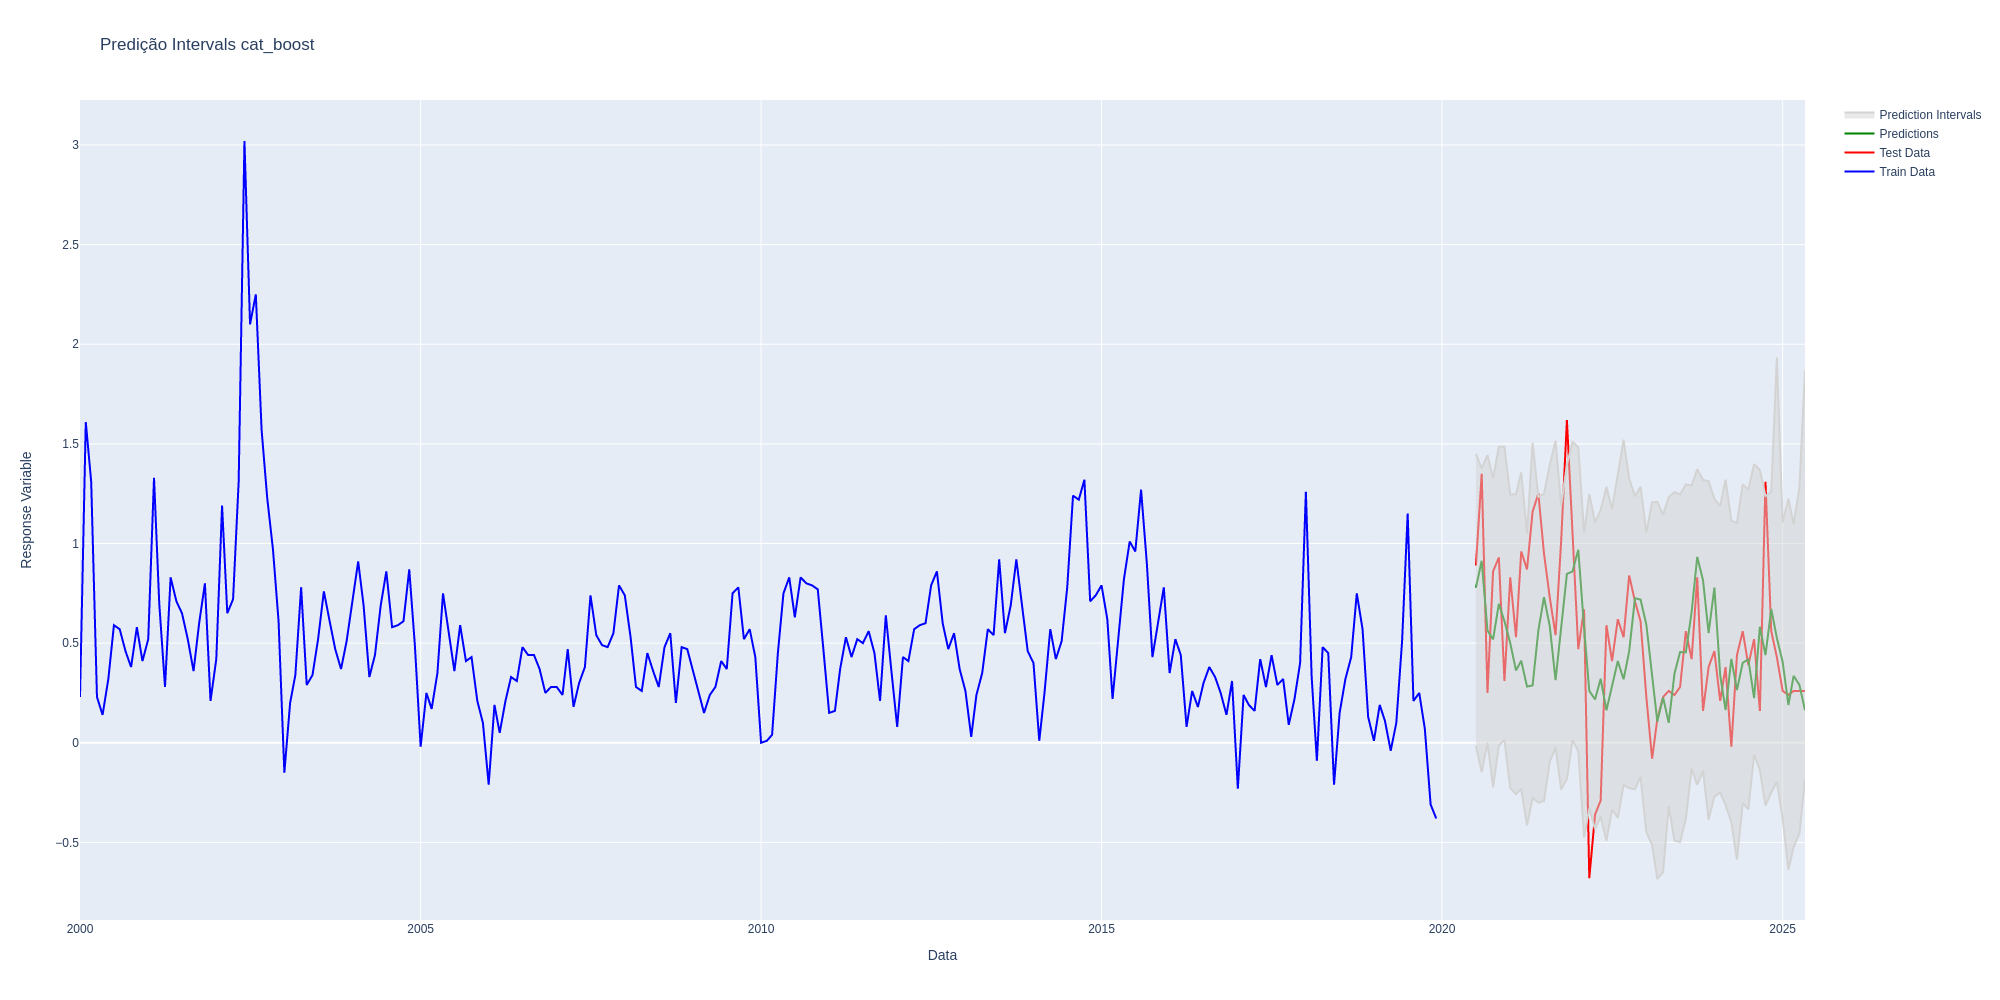 Predição Intervals cat_boost
Prediction Intervals
Predictions
Test Data
Train Data
Response Variable
3
2.5
2
1.5
1
0.5
0
−0.5
2000 2005 2010 2015 2020 2025
Data